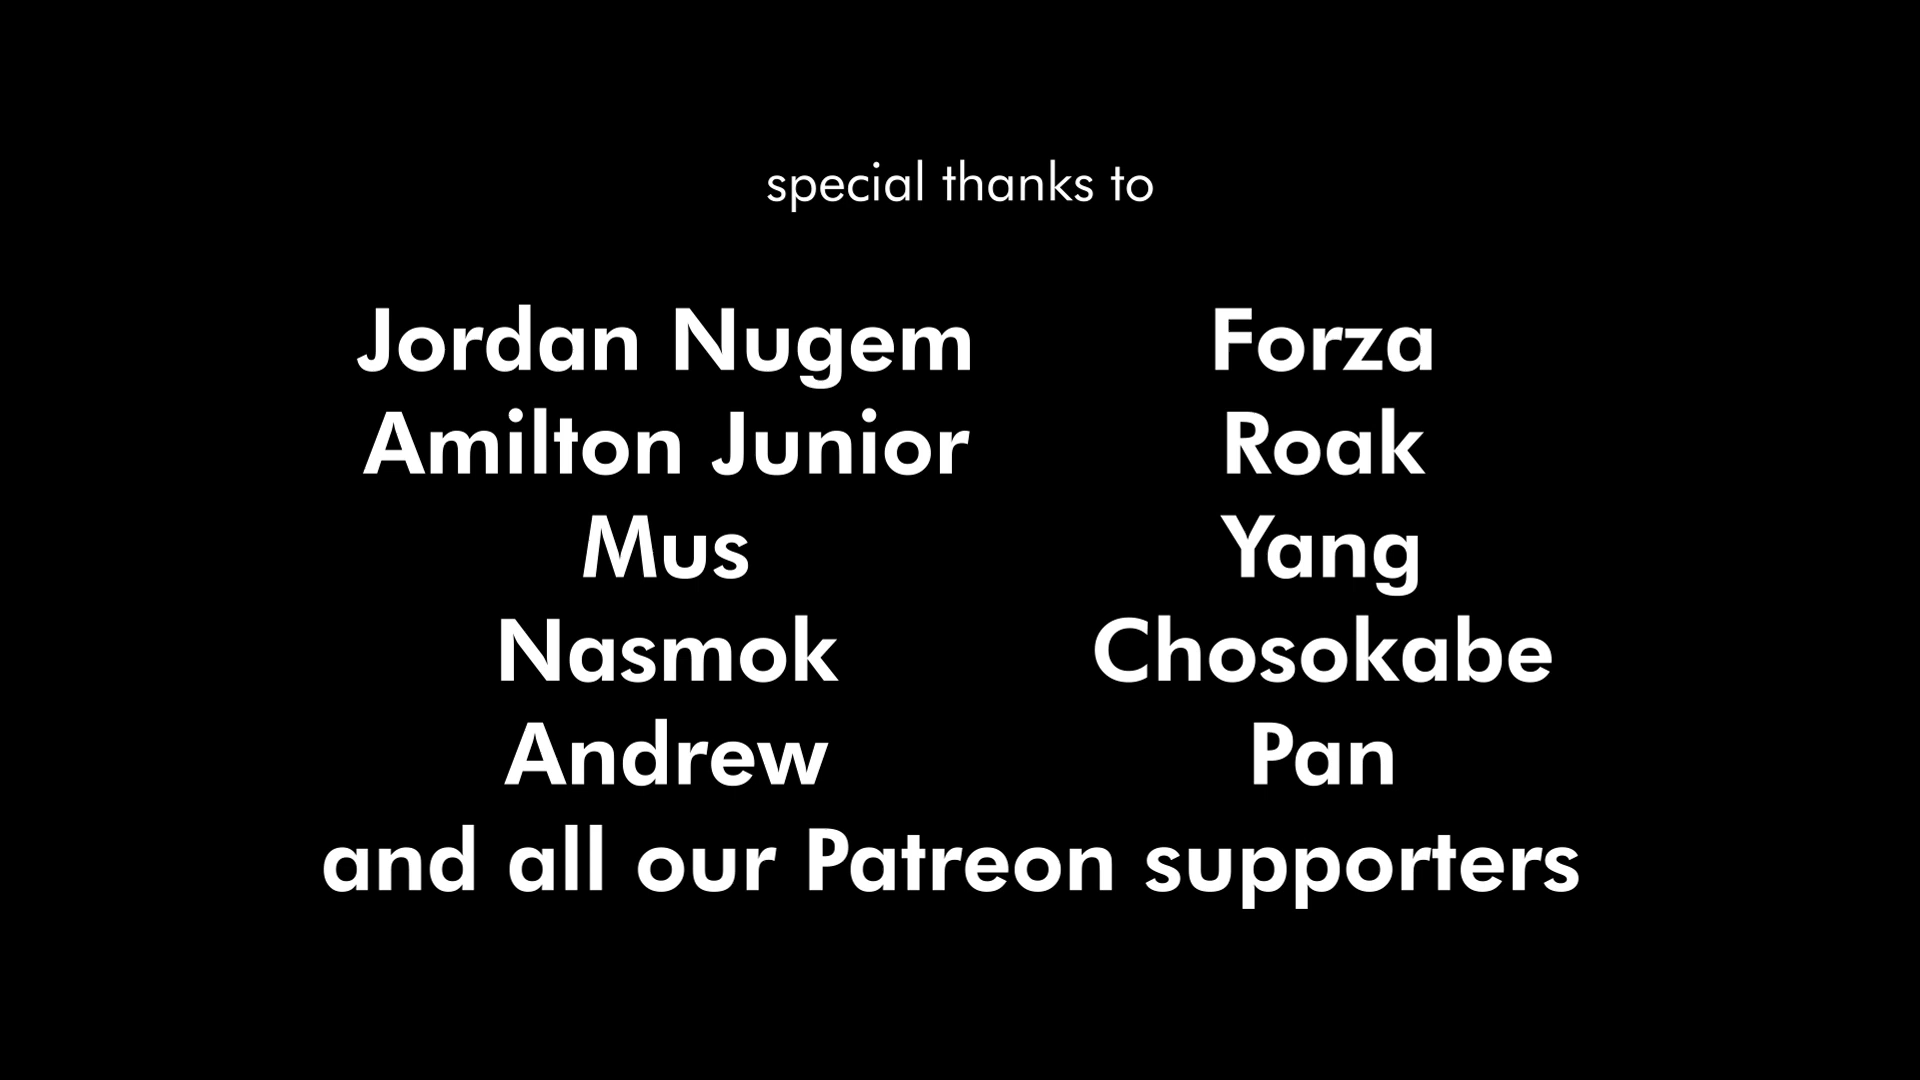 special thanks to
Jordan Nugem
Amilton Junior
Mus
Nasmok
Andrew
Forza
Roak
Yang
Chosokabe
Pan
and all our Patreon supporters